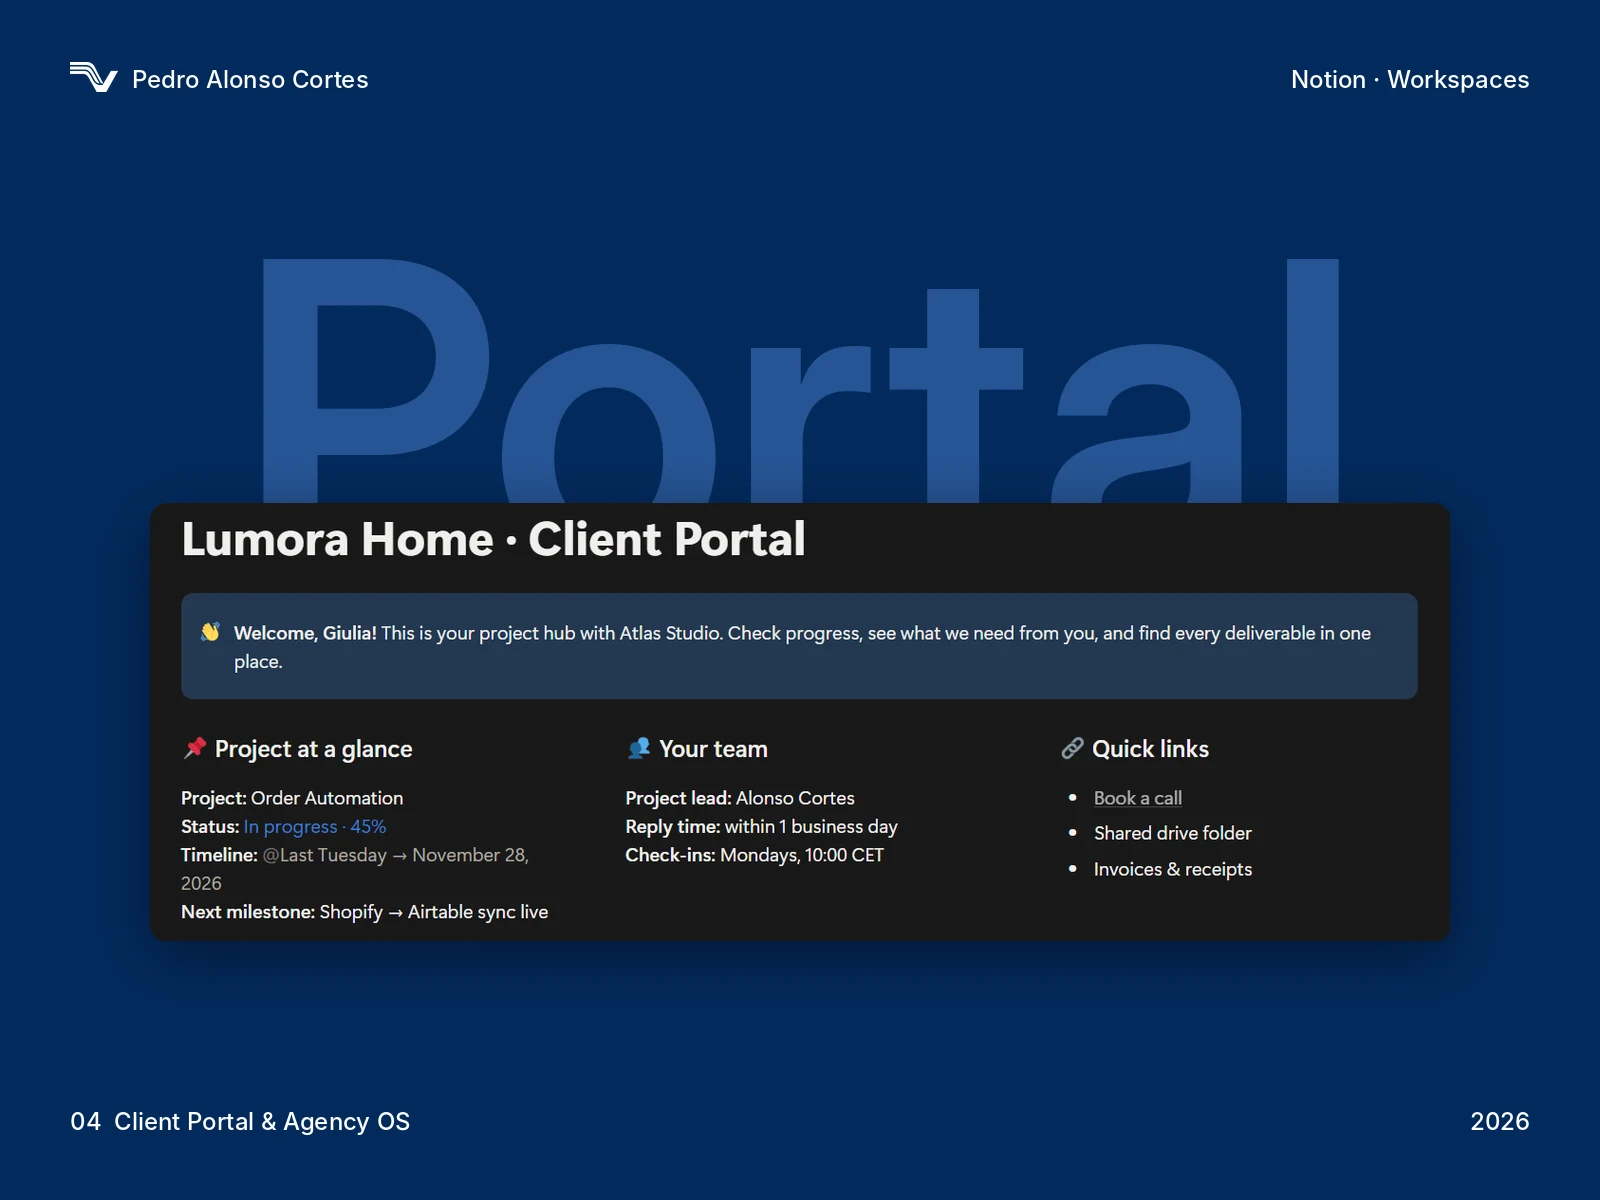 Pedro Alonso Cortes
Notion · Workspaces
Portal
Lumora Home · Client Portal
👋 Welcome, Giulia! This is your project hub with Atlas Studio. Check progress, see what we need from you, and find every deliverable in one
place.
📌 Project at a glance
Project: Order Automation
Status: In progress · 45%
Timeline: @Last Tuesday → November 28,
2026
Next milestone: Shopify → Airtable sync live
👥 Your team
Project lead: Alonso Cortes
Reply time: within 1 business day
Check-ins: Mondays, 10:00 CET
🔗 Quick links
• Book a call
• Shared drive folder
• Invoices & receipts
04 Client Portal & Agency OS
2026